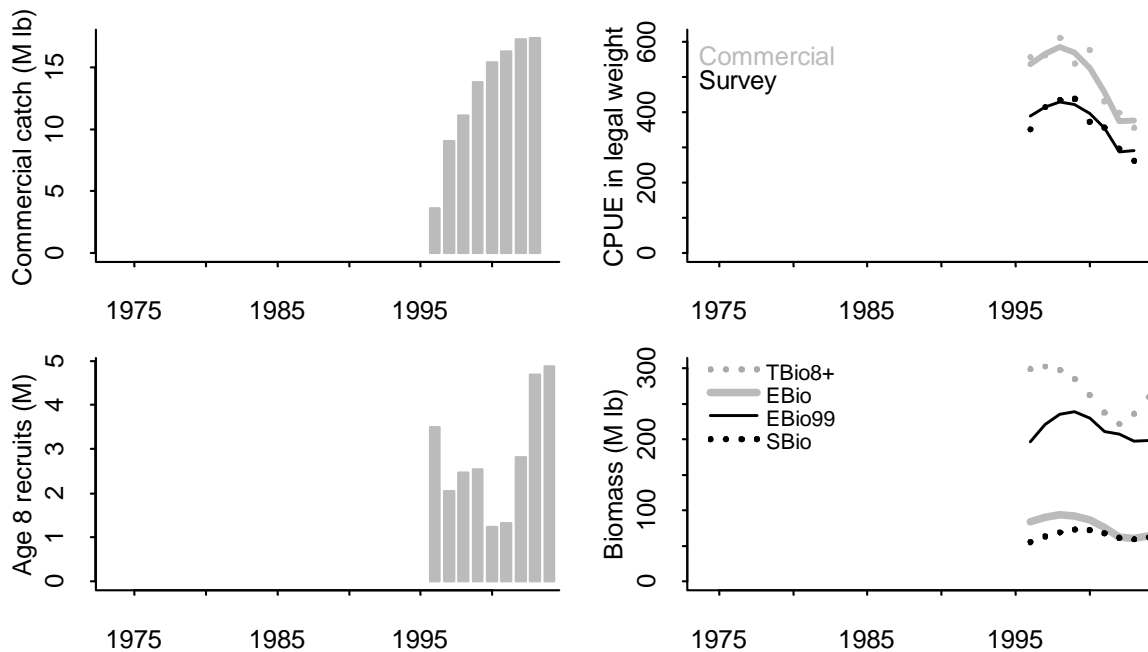 Commercial catch (M lb)
15
10
5
0
1975 1985 1995
CPUE in legal weight
600
400
200
0
Commercial
Survey
1975 1985 1995
Age 8 recruits (M)
5
4
3
2
1
0
1975 1985 1995
Biomass (M lb)
300
200
100
0
TBio8+
EBio
EBio99
SBio
1975 1985 1995